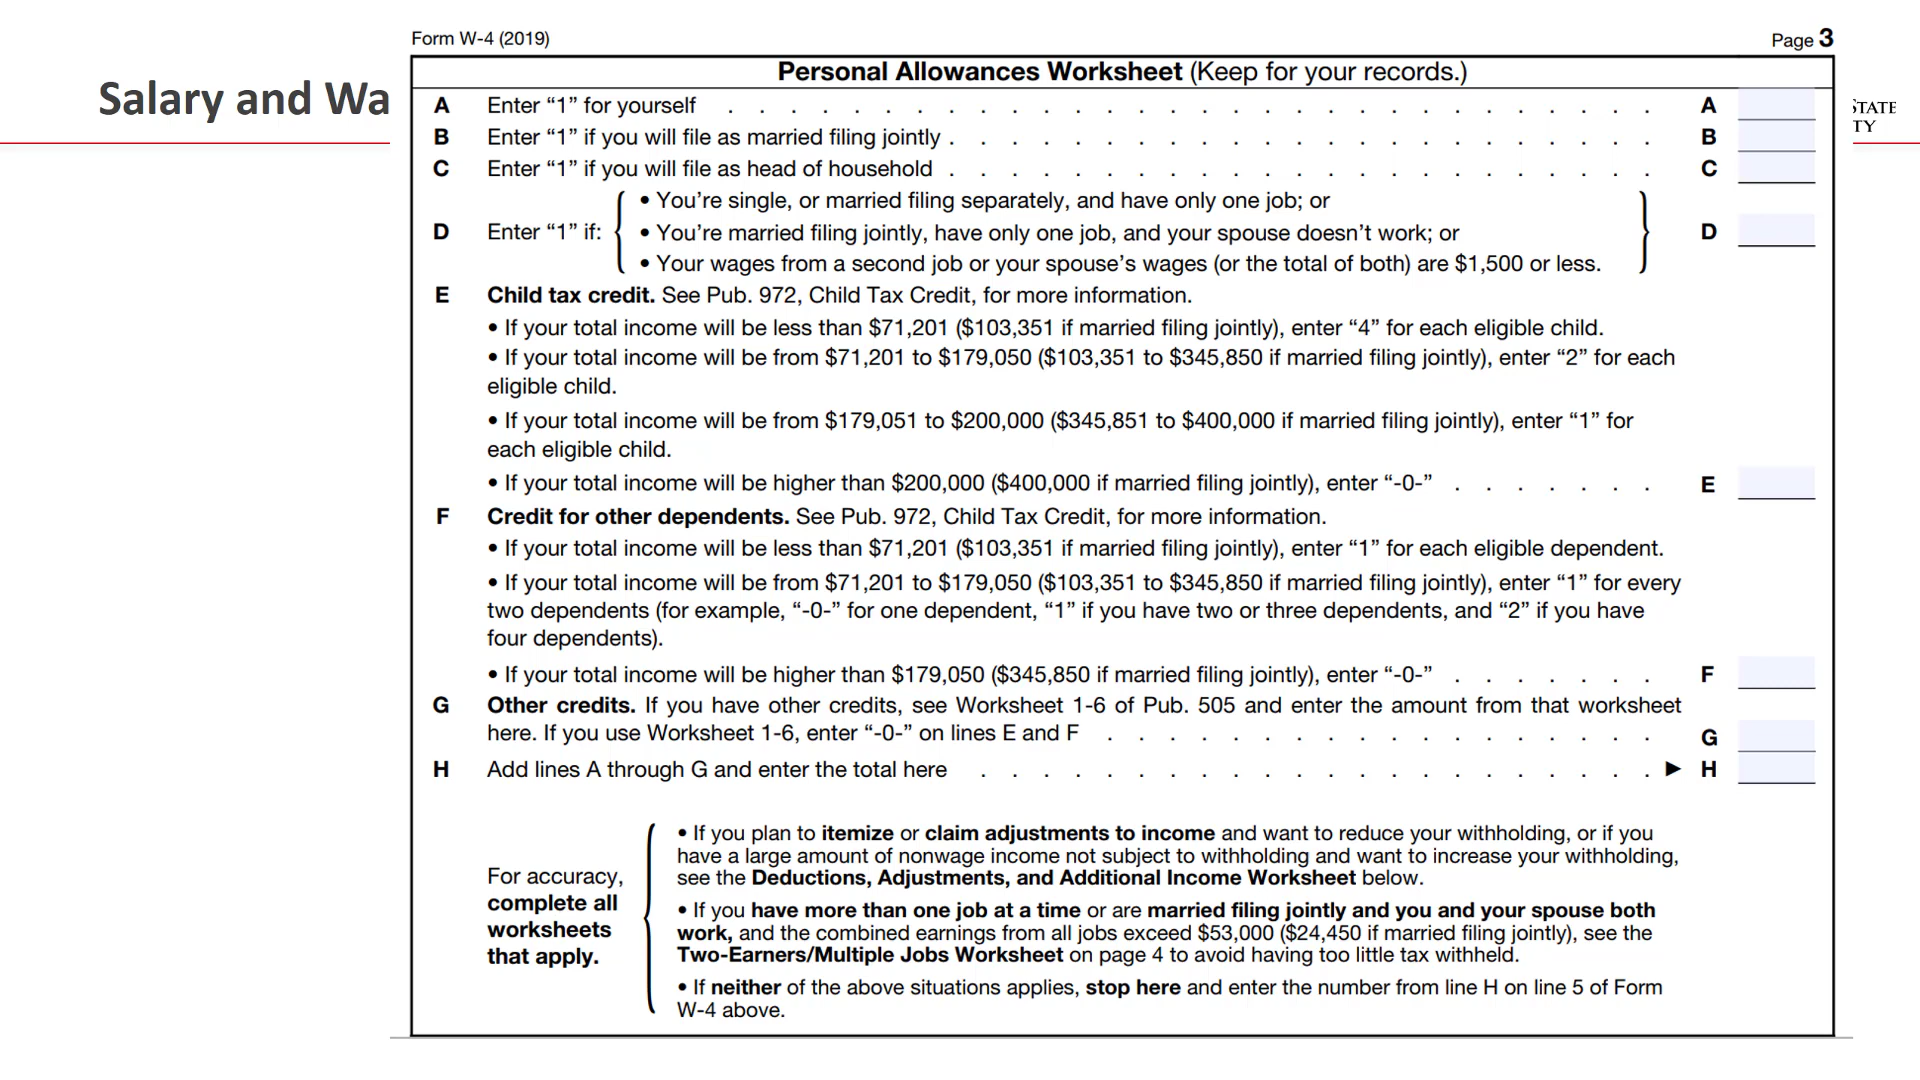 Form W-4 (2019) Page 3
Salary and Wa
STATE
TY
Personal Allowances Worksheet (Keep for your records.)
A Enter “1” for yourself . . . . . . . . . . . . . . . . . . . . . . . . . . . . . . A
B Enter “1” if you will file as married filing jointly . . . . . . . . . . . . . . . . . . . . . . . B
C Enter “1” if you will file as head of household . . . . . . . . . . . . . . . . . . . . . . . C
• You’re single, or married filing separately, and have only one job; or
D Enter “1” if: { • You’re married filing jointly, have only one job, and your spouse doesn’t work; or } D
• Your wages from a second job or your spouse’s wages (or the total of both) are $1,500 or less.
E Child tax credit. See Pub. 972, Child Tax Credit, for more information.
• If your total income will be less than $71,201 ($103,351 if married filing jointly), enter “4” for each eligible child.
• If your total income will be from $71,201 to $179,050 ($103,351 to $345,850 if married filing jointly), enter “2” for each
eligible child.
• If your total income will be from $179,051 to $200,000 ($345,851 to $400,000 if married filing jointly), enter “1” for
each eligible child.
• If your total income will be higher than $200,000 ($400,000 if married filing jointly), enter “-0-” . . . . . . . E
F Credit for other dependents. See Pub. 972, Child Tax Credit, for more information.
• If your total income will be less than $71,201 ($103,351 if married filing jointly), enter “1” for each eligible dependent.
• If your total income will be from $71,201 to $179,050 ($103,351 to $345,850 if married filing jointly), enter “1” for every
two dependents (for example, “-0-” for one dependent, “1” if you have two or three dependents, and “2” if you have
four dependents).
• If your total income will be higher than $179,050 ($345,850 if married filing jointly), enter “-0-” . . . . . . . F
G Other credits. If you have other credits, see Worksheet 1-6 of Pub. 505 and enter the amount from that worksheet
here. If you use Worksheet 1-6, enter “-0-” on lines E and F . . . . . . . . . . . . . . . . . . G
H Add lines A through G and enter the total here . . . . . . . . . . . . . . . . . . . . . . ▶ H
• If you plan to itemize or claim adjustments to income and want to reduce your withholding, or if you
have a large amount of nonwage income not subject to withholding and want to increase your withholding,
see the Deductions, Adjustments, and Additional Income Worksheet below.
For accuracy,
complete all
worksheets
that apply.
• If you have more than one job at a time or are married filing jointly and you and your spouse both
work, and the combined earnings from all jobs exceed $53,000 ($24,450 if married filing jointly), see the
Two-Earners/Multiple Jobs Worksheet on page 4 to avoid having too little tax withheld.
• If neither of the above situations applies, stop here and enter the number from line H on line 5 of Form
W-4 above.